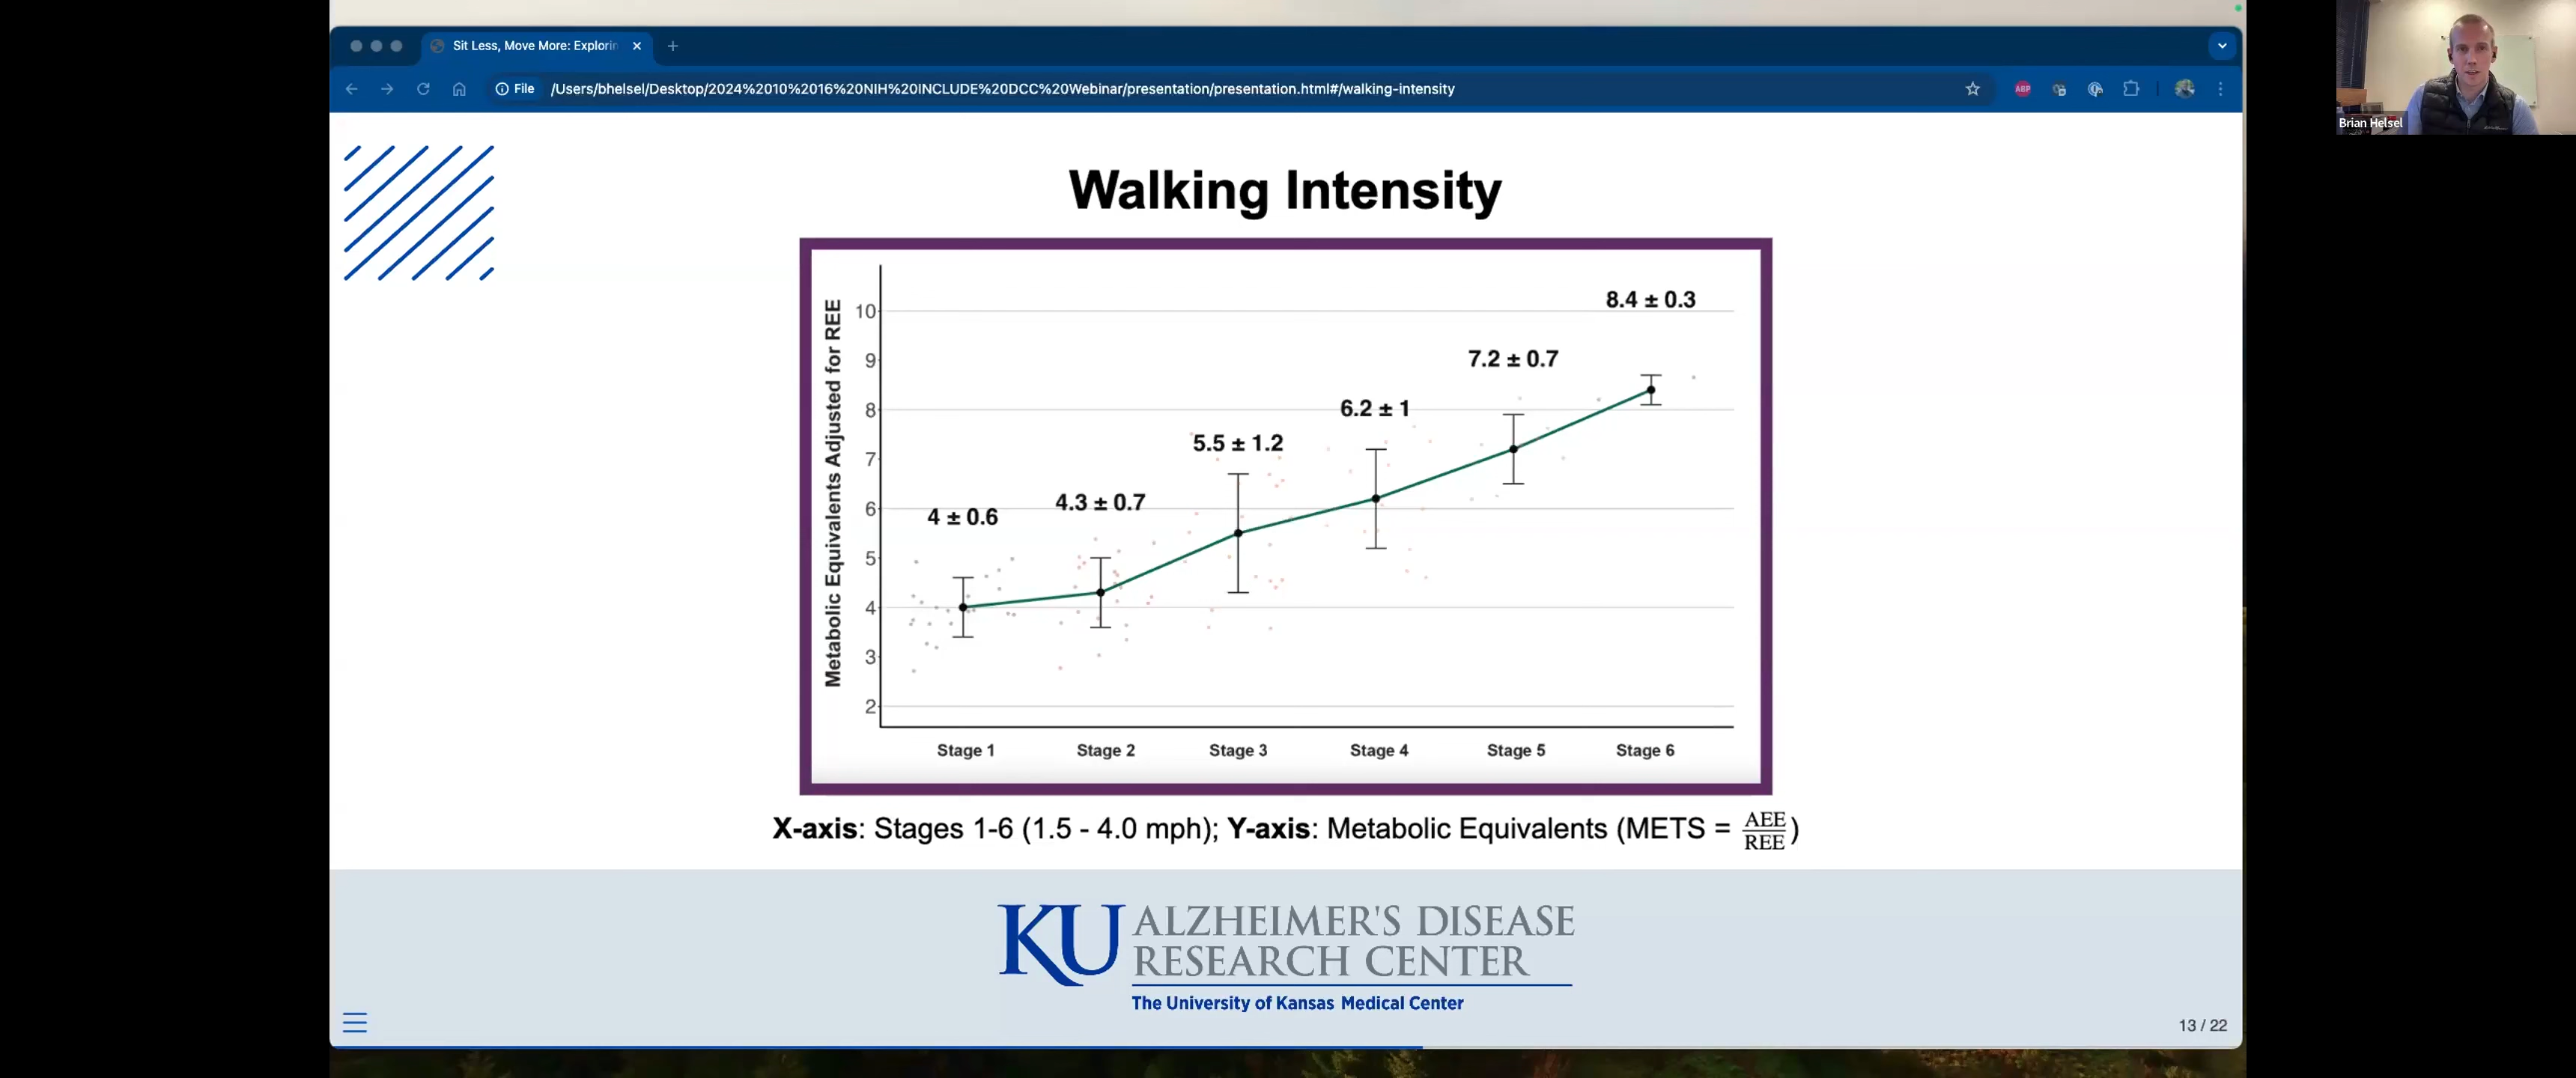 Sit Less, Move More: Explorin
File
/Users/bhelsel/Desktop/2024%2010%2016%20NIH%20INCLUDE%20DCC%20Webinar/presentation/presentation.html#/walking-intensity
ABP
Brian Helsel
Walking Intensity
Metabolic Equivalents Adjusted for REE
10
9
8
7
6
5
4
3
2
4 ± 0.6
4.3 ± 0.7
5.5 ± 1.2
6.2 ± 1
7.2 ± 0.7
8.4 ± 0.3
Stage 1 Stage 2 Stage 3 Stage 4 Stage 5 Stage 6
X-axis: Stages 1-6 (1.5 - 4.0 mph); Y-axis: Metabolic Equivalents (METS = AEE/REE)
KU ALZHEIMER'S DISEASE
RESEARCH CENTER
The University of Kansas Medical Center
13 / 22